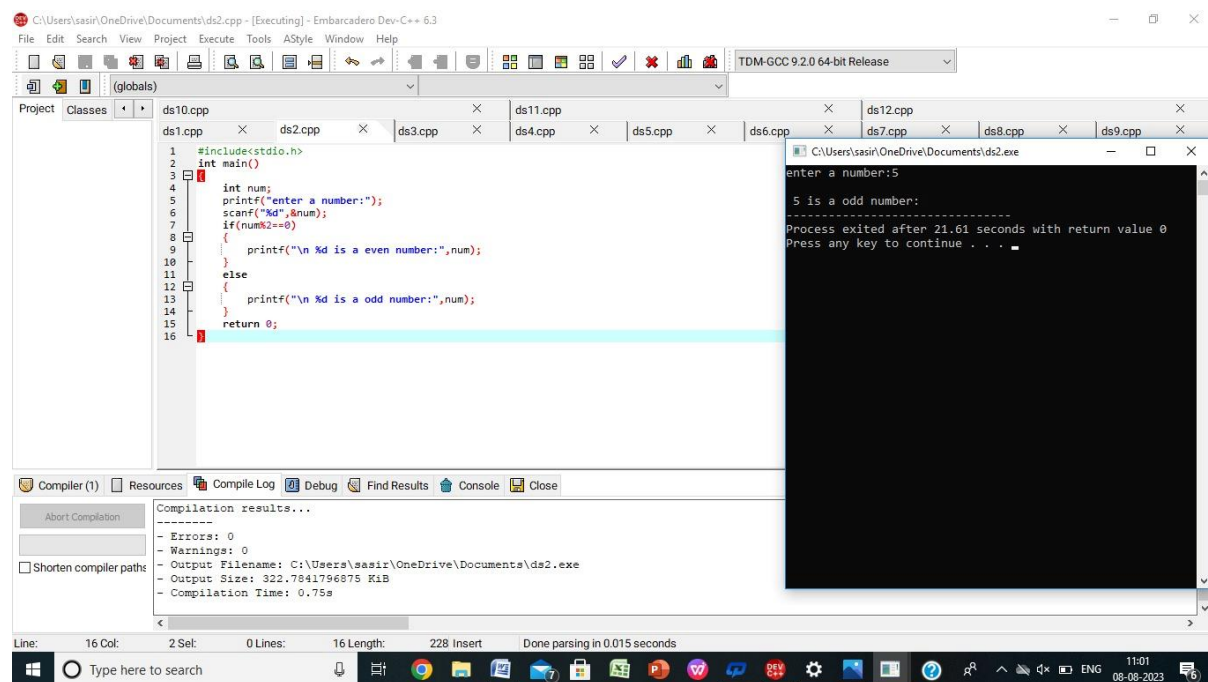 C:\Users\sasir\OneDrive\Documents\ds2.cpp - [Executing] - Embarcadero Dev-C++ 6.3
File Edit Search View Project Execute Tools AStyle Window Help
TDM-GCC 9.2.0 64-bit Release
(globals)
Project Classes
ds10.cpp ds11.cpp ds12.cpp
ds1.cpp ds2.cpp ds3.cpp ds4.cpp ds5.cpp ds6.cpp ds7.cpp ds8.cpp ds9.cpp
1 #include<stdio.h>
2 int main()
3 {
4 int num;
5 printf("enter a number:");
6 scanf("%d",&num);
7 if(num%2==0)
8 {
9 printf("\n %d is a even number:",num);
10 }
11 else
12 {
13 printf("\n %d is a odd number:",num);
14 }
15 return 0;
16 }
C:\Users\sasir\OneDrive\Documents\ds2.exe
enter a number:5
5 is a odd number:
--------------------------------
Process exited after 21.61 seconds with return value 0
Press any key to continue . . .
Compiler (1) Resources Compile Log Debug Find Results Console Close
Abort Compilation
Shorten compiler paths
Compilation results...
--------
- Errors: 0
- Warnings: 0
- Output Filename: C:\Users\sasir\OneDrive\Documents\ds2.exe
- Output Size: 322.7841796875 KiB
- Compilation Time: 0.75s
Line: 16 Col: 2 Sel: 0 Lines: 16 Length: 228 Insert Done parsing in 0.015 seconds
Type here to search
ENG
11:01
08-08-2023